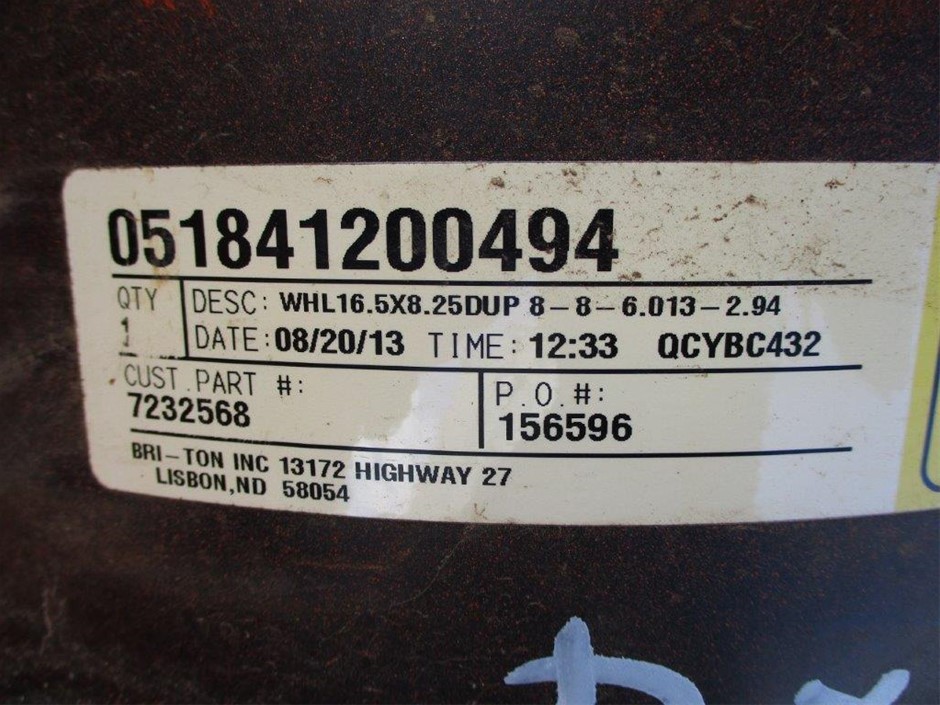 051841200494
QTY DESC: WHL16.5X8.25DUP 8-8-6.013-2.94
1 DATE: 08/20/13 TIME: 12:33 QCYBC432
CUST.PART #: P.O.#:
7232568 156596
BRI-TON INC 13172 HIGHWAY 27
LISBON,ND 58054